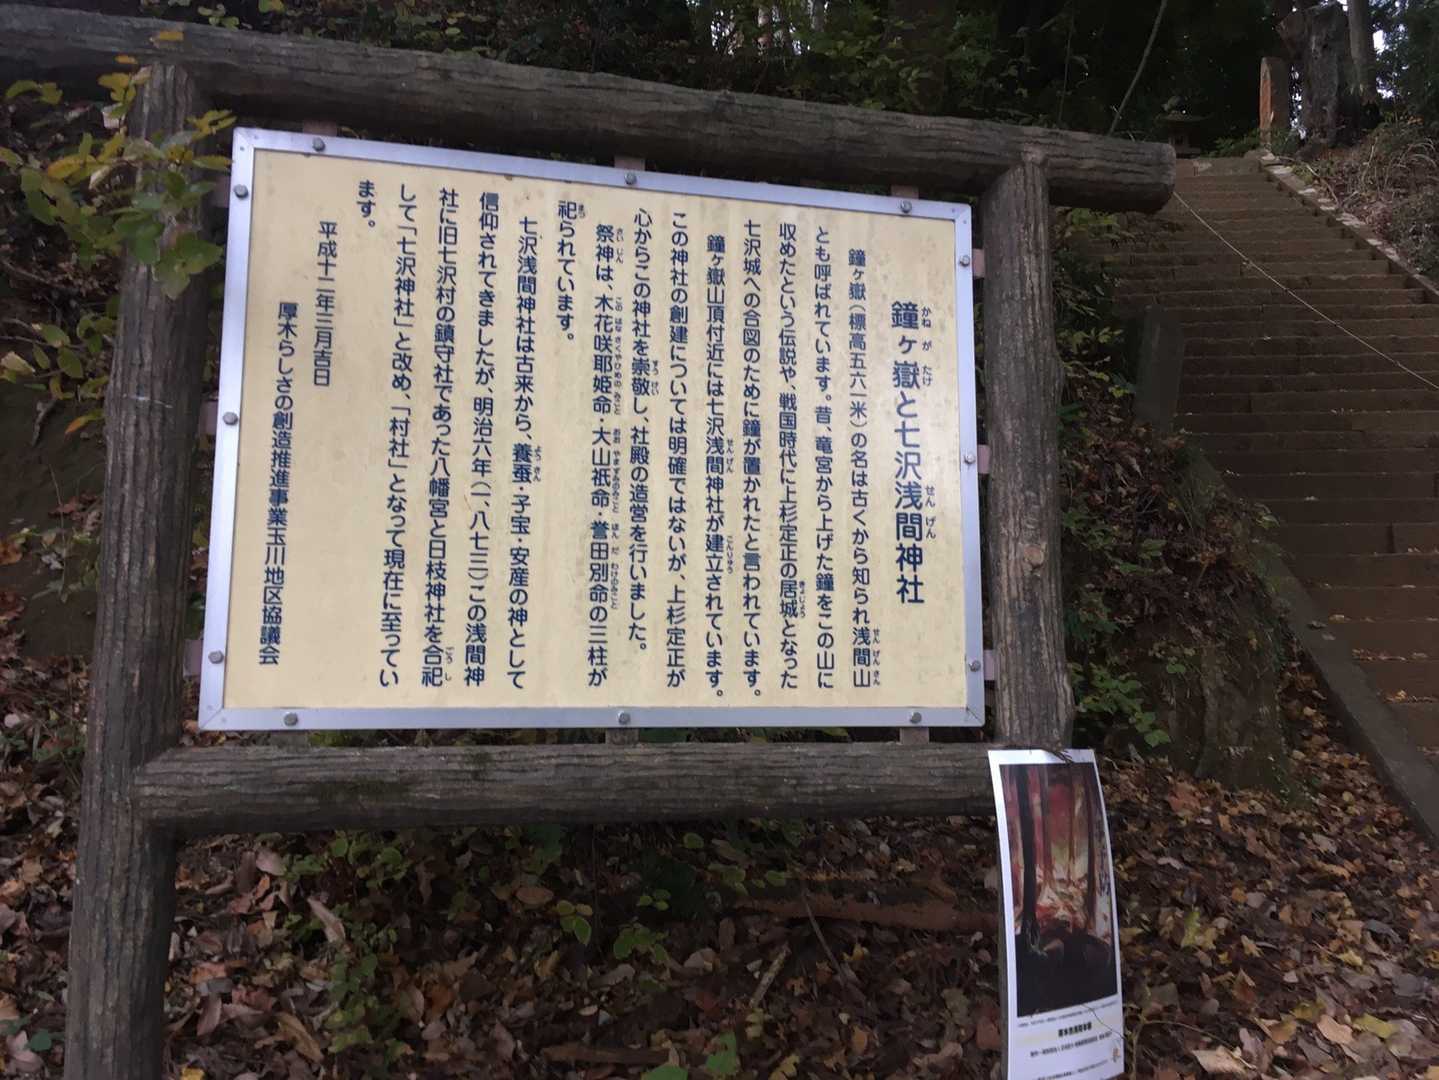 鐘ヶ嶽と七沢浅間神社
鐘ヶ嶽（標高五六一米）の名は古くから知られ浅間山
とも呼ばれています。昔、竜宮から上げた鐘をこの山に
収めたという伝説や、戦国時代に上杉定正の居城となった
七沢城への合図のために鐘が置かれたと言われています。
鐘ヶ嶽山頂付近には七沢浅間神社が建立されています。
この神社の創建については明確ではないが、上杉定正が
心からこの神社を崇敬し、社殿の造営を行いました。
祭神は、木花咲耶姫命・大山祇命・誉田別命の三柱が
祀られています。
七沢浅間神社は古来から、養蚕・子宝・安産の神として
信仰されてきましたが、明治六年（一、八七三）この浅間神
社に旧七沢村の鎮守社であった八幡宮と日枝神社を合祀
して「七沢神社」と改め、「村社」となって現在に至ってい
ます。
平成十二年三月吉日
厚木らしさの創造推進事業玉川地区協議会